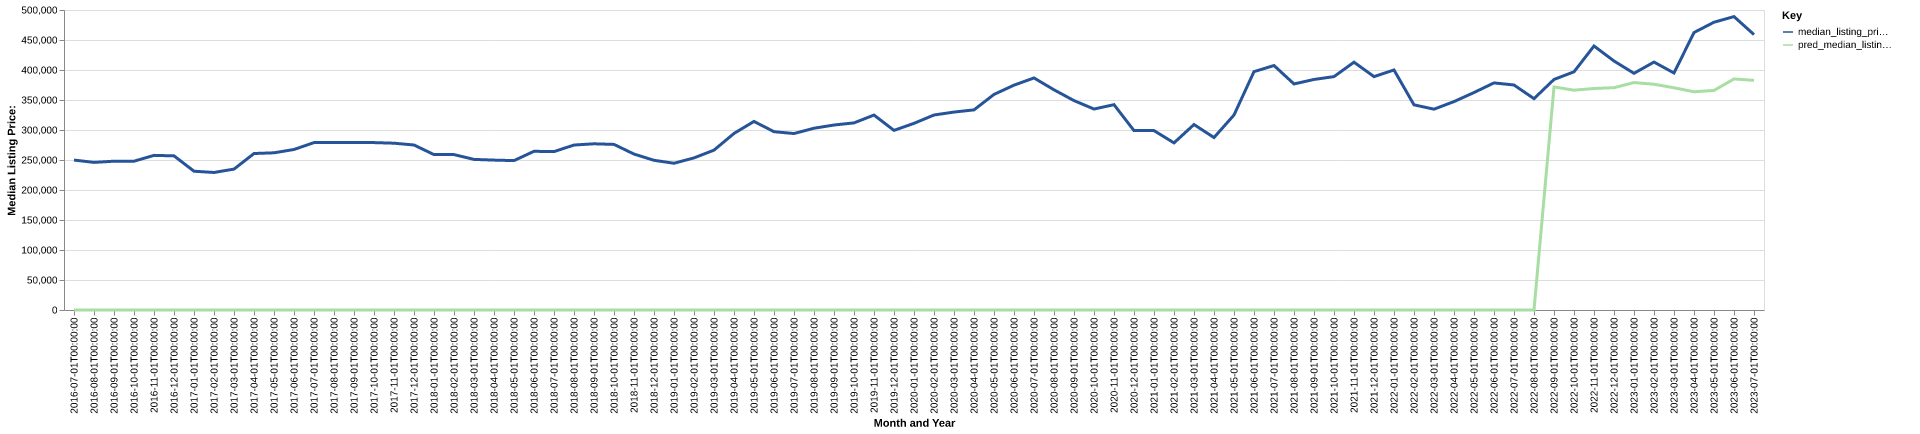 500,000
450,000
400,000
350,000
300,000
250,000
200,000
150,000
100,000
50,000
0
Median Listing Price:
2016-07-01T00:00:00
2016-08-01T00:00:00
2016-09-01T00:00:00
2016-10-01T00:00:00
2016-11-01T00:00:00
2016-12-01T00:00:00
2017-01-01T00:00:00
2017-02-01T00:00:00
2017-03-01T00:00:00
2017-04-01T00:00:00
2017-05-01T00:00:00
2017-06-01T00:00:00
2017-07-01T00:00:00
2017-08-01T00:00:00
2017-09-01T00:00:00
2017-10-01T00:00:00
2017-11-01T00:00:00
2017-12-01T00:00:00
2018-01-01T00:00:00
2018-02-01T00:00:00
2018-03-01T00:00:00
2018-04-01T00:00:00
2018-05-01T00:00:00
2018-06-01T00:00:00
2018-07-01T00:00:00
2018-08-01T00:00:00
2018-09-01T00:00:00
2018-10-01T00:00:00
2018-11-01T00:00:00
2018-12-01T00:00:00
2019-01-01T00:00:00
2019-02-01T00:00:00
2019-03-01T00:00:00
2019-04-01T00:00:00
2019-05-01T00:00:00
2019-06-01T00:00:00
2019-07-01T00:00:00
2019-08-01T00:00:00
2019-09-01T00:00:00
2019-10-01T00:00:00
2019-11-01T00:00:00
2019-12-01T00:00:00
2020-01-01T00:00:00
2020-02-01T00:00:00
2020-03-01T00:00:00
2020-04-01T00:00:00
2020-05-01T00:00:00
2020-06-01T00:00:00
2020-07-01T00:00:00
2020-08-01T00:00:00
2020-09-01T00:00:00
2020-10-01T00:00:00
2020-11-01T00:00:00
2020-12-01T00:00:00
2021-01-01T00:00:00
2021-02-01T00:00:00
2021-03-01T00:00:00
2021-04-01T00:00:00
2021-05-01T00:00:00
2021-06-01T00:00:00
2021-07-01T00:00:00
2021-08-01T00:00:00
2021-09-01T00:00:00
2021-10-01T00:00:00
2021-11-01T00:00:00
2021-12-01T00:00:00
2022-01-01T00:00:00
2022-02-01T00:00:00
2022-03-01T00:00:00
2022-04-01T00:00:00
2022-05-01T00:00:00
2022-06-01T00:00:00
2022-07-01T00:00:00
2022-08-01T00:00:00
2022-09-01T00:00:00
2022-10-01T00:00:00
2022-11-01T00:00:00
2022-12-01T00:00:00
2023-01-01T00:00:00
2023-02-01T00:00:00
2023-03-01T00:00:00
2023-04-01T00:00:00
2023-05-01T00:00:00
2023-06-01T00:00:00
2023-07-01T00:00:00
Month and Year
Key
median_listing_pri…
pred_median_listin…